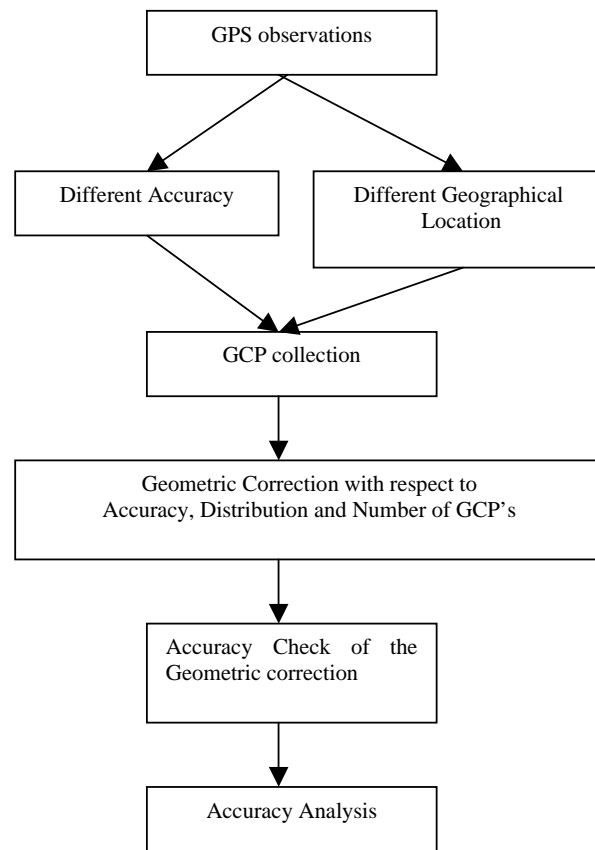 GPS observations
Different Accuracy
Different Geographical
Location
GCP collection
Geometric Correction with respect to
Accuracy, Distribution and Number of GCP’s
Accuracy Check of the
Geometric correction
Accuracy Analysis